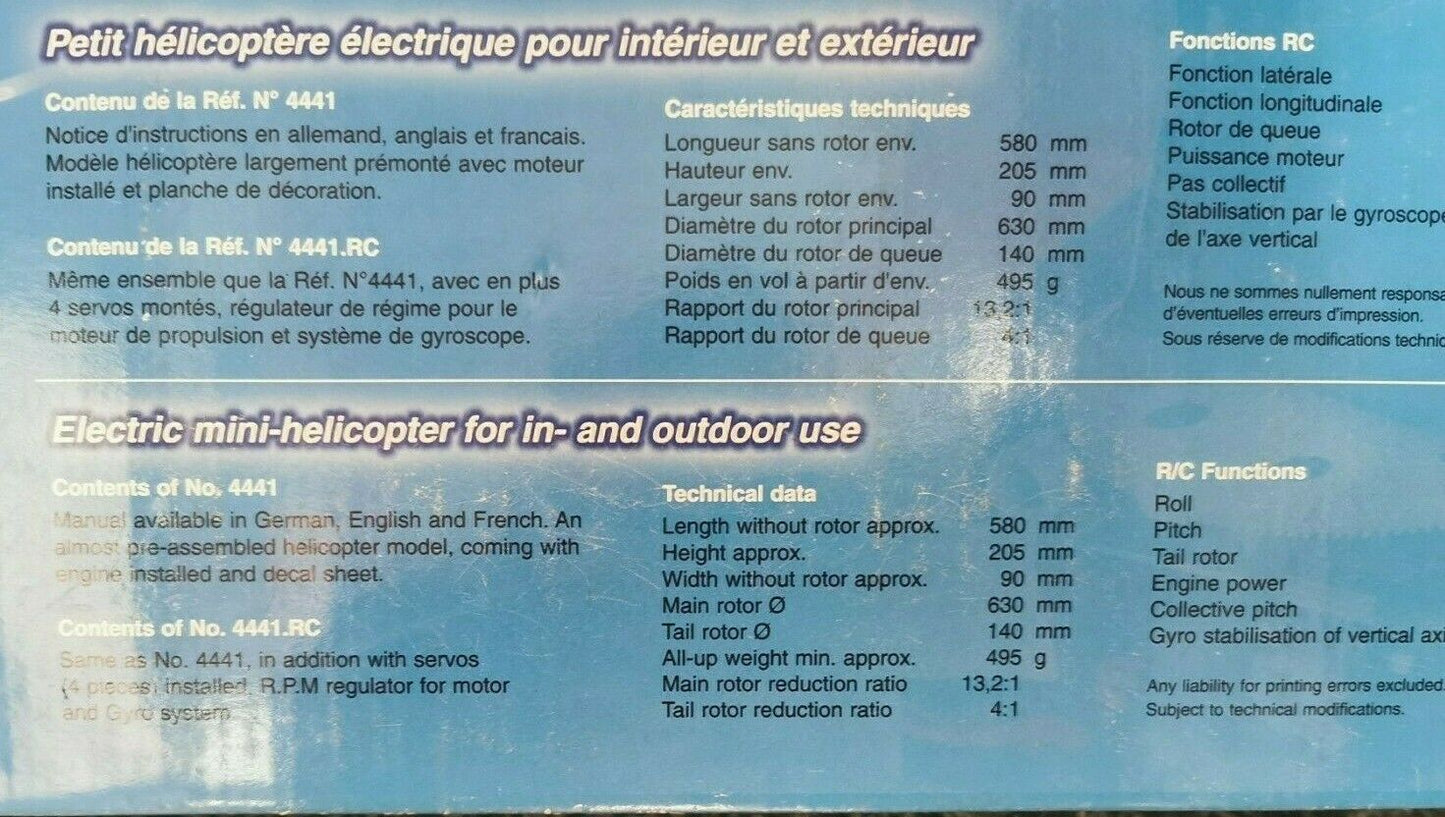 Petit hélicoptère électrique pour intérieur et extérieur
Contenu de la Réf. N° 4441
Notice d'instructions en allemand, anglais et francais.
Modèle hélicoptère largement prémonté avec moteur
installé et planche de décoration.
Contenu de la Réf. N° 4441.RC
Même ensemble que la Réf. N°4441, avec en plus
4 servos montés, régulateur de régime pour le
moteur de propulsion et système de gyroscope.
Caractéristiques techniques
Longueur sans rotor env. 580 mm
Hauteur env. 205 mm
Largeur sans rotor env. 90 mm
Diamètre du rotor principal 630 mm
Diamètre du rotor de queue 140 mm
Poids en vol à partir d'env. 495 g
Rapport du rotor principal 13,2:1
Rapport du rotor de queue 4:1
Fonctions RC
Fonction latérale
Fonction longitudinale
Rotor de queue
Puissance moteur
Pas collectif
Stabilisation par le gyroscope
de l'axe vertical
Nous ne sommes nullement responsa
d'éventuelles erreurs d'impression.
Sous réserve de modifications technic
Electric mini-helicopter for in- and outdoor use
Contents of No. 4441
Manual available in German, English and French. An
almost pre-assembled helicopter model, coming with
engine installed and decal sheet.
Contents of No. 4441.RC
Same as No. 4441, in addition with servos
(4 pieces) installed, R.P.M regulator for motor
and Gyro system
Technical data
Length without rotor approx. 580 mm
Height approx. 205 mm
Width without rotor approx. 90 mm
Main rotor Ø 630 mm
Tail rotor Ø 140 mm
All-up weight min. approx. 495 g
Main rotor reduction ratio 13,2:1
Tail rotor reduction ratio 4:1
R/C Functions
Roll
Pitch
Tail rotor
Engine power
Collective pitch
Gyro stabilisation of vertical axi
Any liability for printing errors excluded.
Subject to technical modifications.